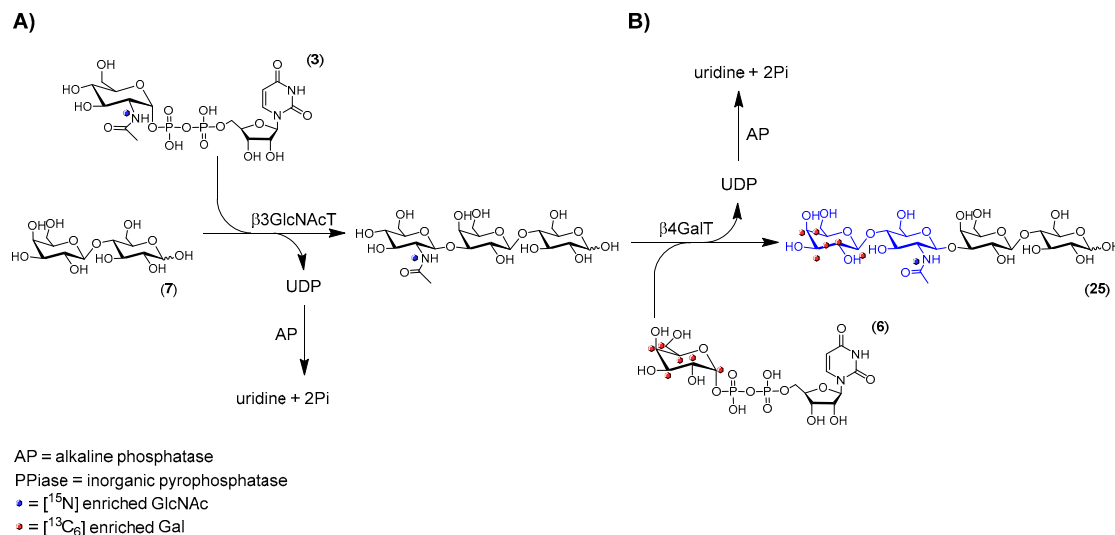 A)
B)
(3)
uridine + 2Pi
AP
UDP
β3GlcNAcT
β4GalT
(7)
UDP
(25)
AP
(6)
uridine + 2Pi
AP = alkaline phosphatase
PPiase = inorganic pyrophosphatase
= [15N] enriched GlcNAc
= [13C6] enriched Gal